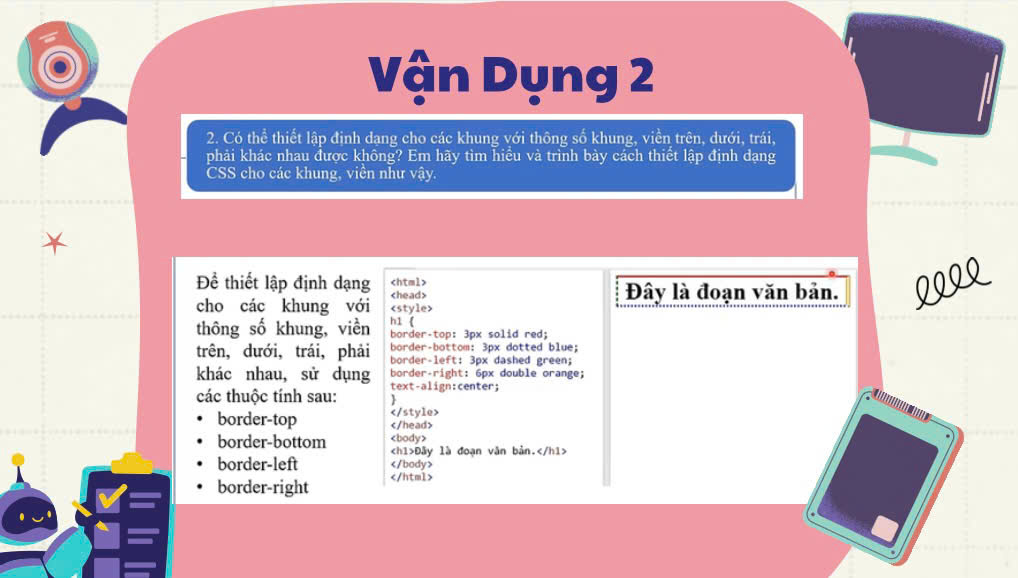 Vận Dụng 2
2. Có thể thiết lập định dạng cho các khung với thông số khung, viền trên, dưới, trái,
phải khác nhau được không? Em hãy tìm hiểu và trình bày cách thiết lập định dạng
CSS cho các khung, viền như vậy.
Để thiết lập định dạng
cho các khung với
thông số khung, viền
trên, dưới, trái, phải
khác nhau, sử dụng
các thuộc tính sau:
• border-top
• border-bottom
• border-left
• border-right
<html>
<head>
<style>
h1 {
border-top: 3px solid red;
border-bottom: 3px dotted blue;
border-left: 3px dashed green;
border-right: 6px double orange;
text-align:center;
}
</style>
</head>
<body>
<h1>Đây là đoạn văn bản.</h1>
</body>
</html>
Đây là đoạn văn bản.